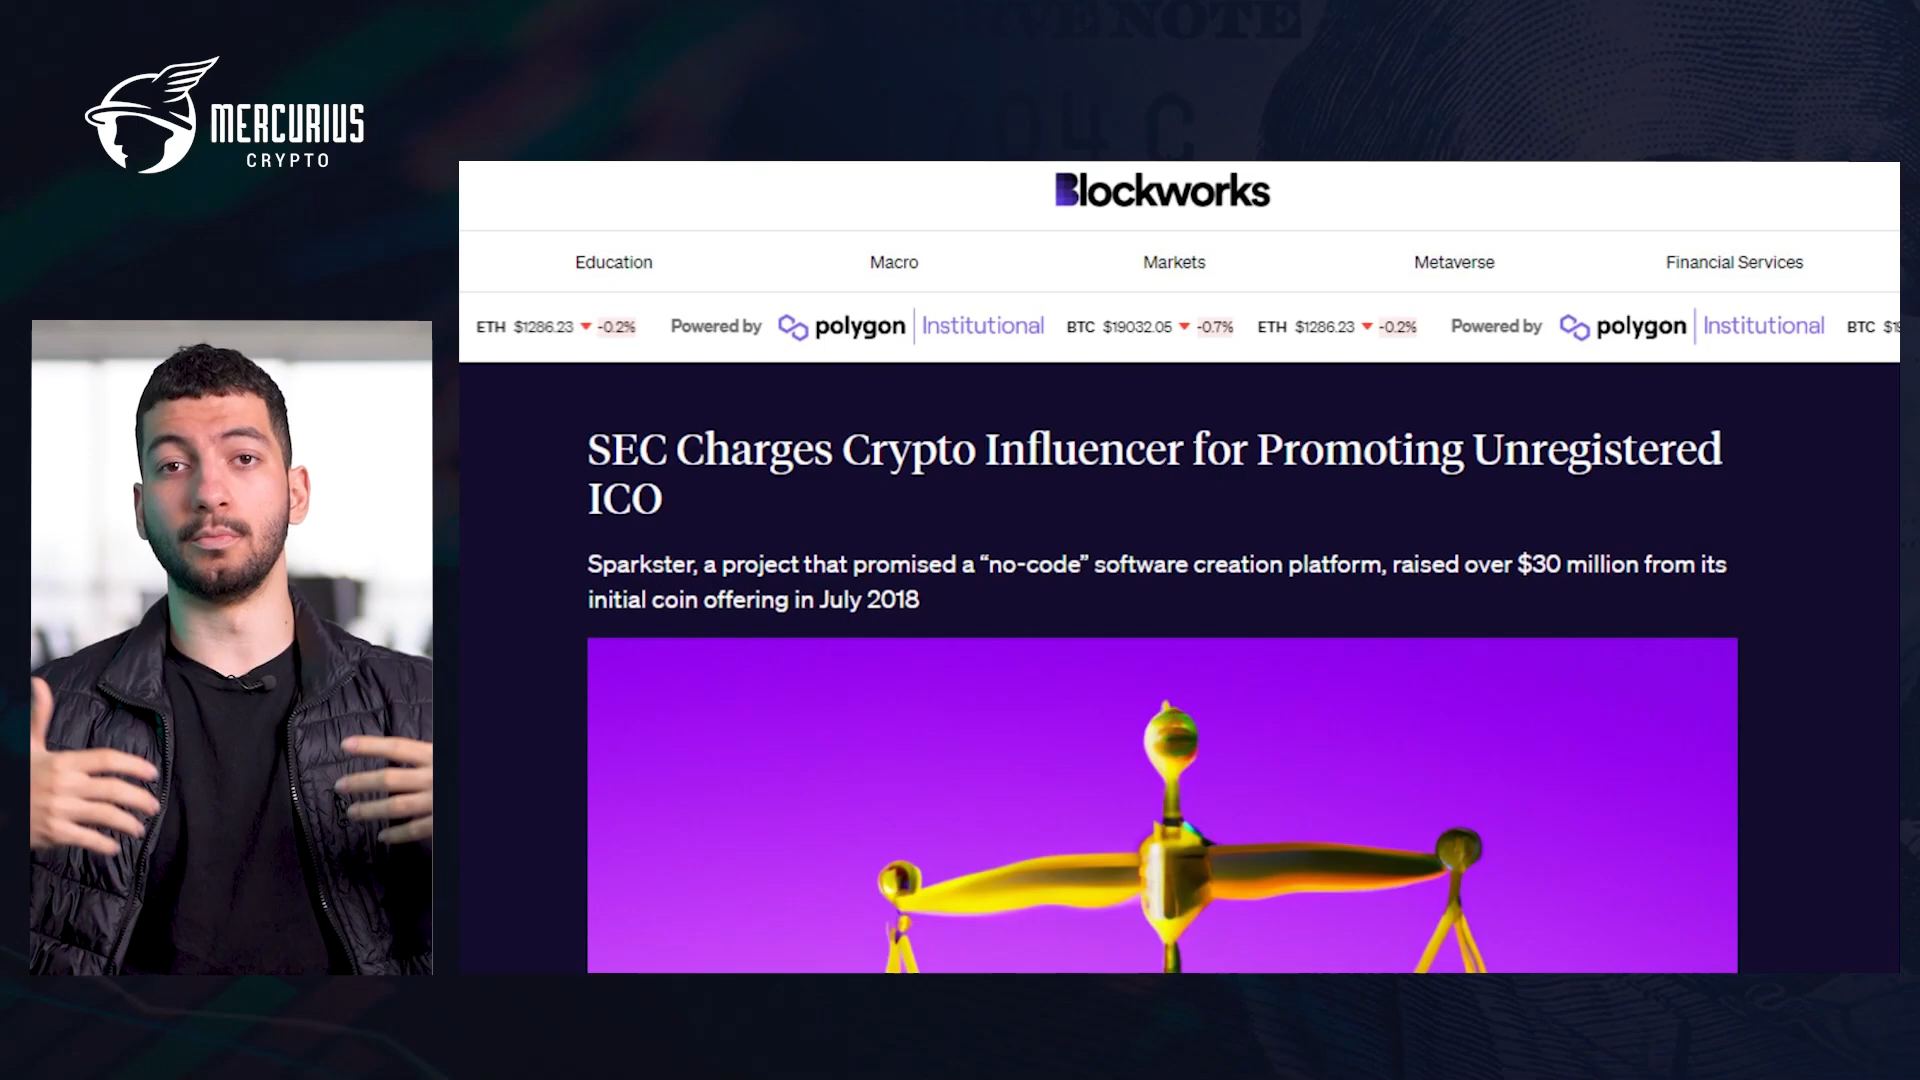 RVE NOTE
04 C
MERCURIUS
CRYPTO
Blockworks
Education Macro Markets Metaverse Financial Services
ETH $1286.23 -0.2% Powered by polygon Institutional BTC $19032.05 -0.7% ETH $1286.23 -0.2% Powered by polygon Institutional BTC
SEC Charges Crypto Influencer for Promoting Unregistered
ICO
Sparkster, a project that promised a “no-code” software creation platform, raised over $30 million from its
initial coin offering in July 2018